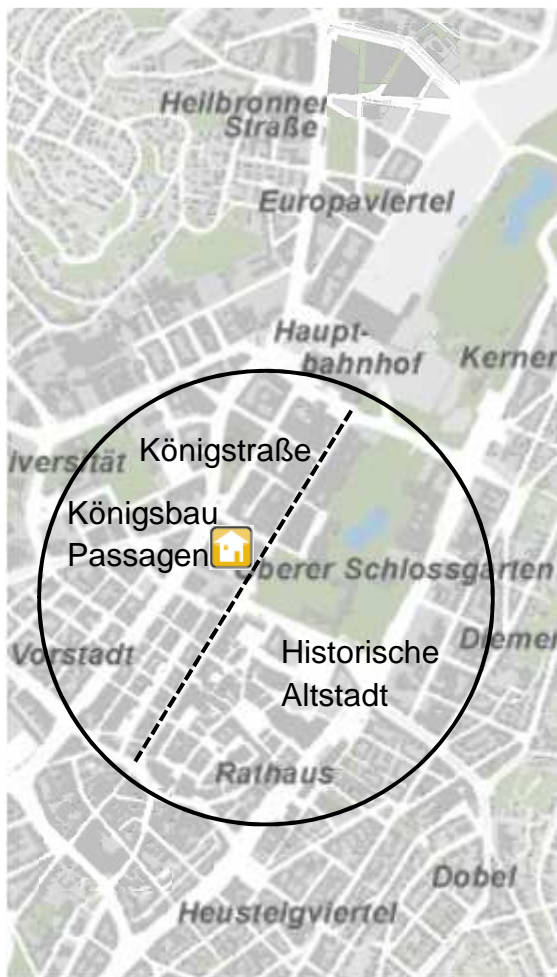 Heilbronner
Straße
Europaviertel
Haupt-
bahnhof
Kerner
Königstraße
iversität
Königsbau
Passagen
Oberer Schlossgarten
Historische
Altstadt
Diemer
Vorstadt
Rathaus
Dobel
Heusteigviertel